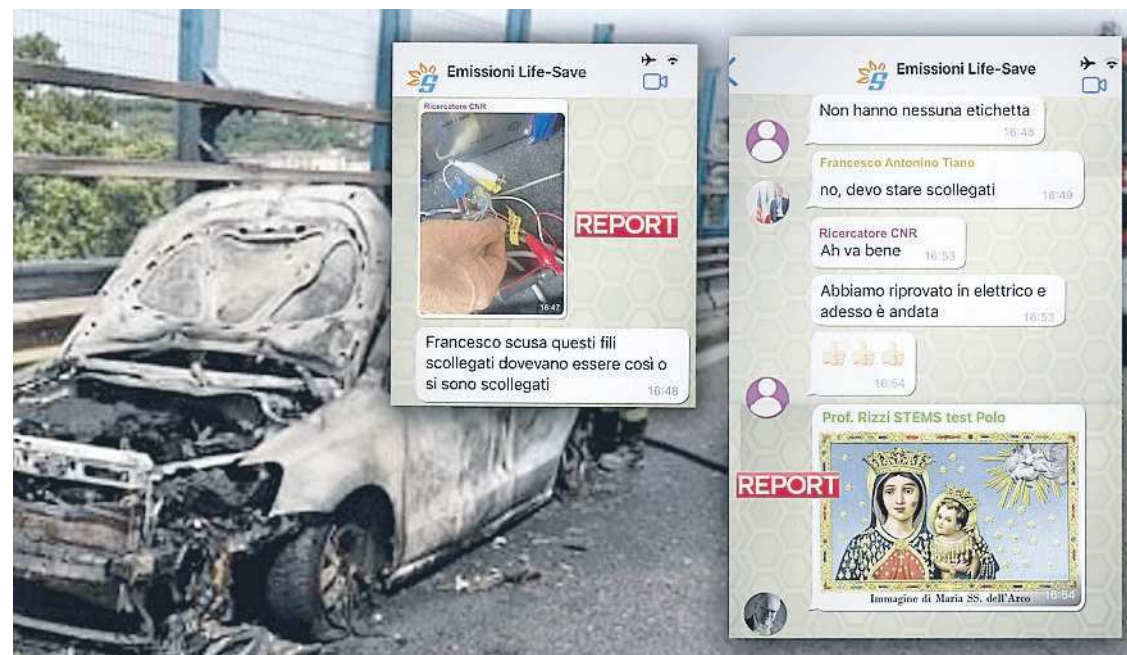 Emissioni Life-Save
Ricercatore CNR
16:47
REPORT
Francesco scusa questi fili
scollegati dovevano essere così o
si sono scollegati
16:48
Emissioni Life-Save
Non hanno nessuna etichetta
16:48
Francesco Antonino Tiano
no, devo stare scollegati
16:49
Ricercatore CNR
Ah va bene
16:53
Abbiamo riprovato in elettrico e
adesso è andata
16:53
16:54
Prof. Rizzi STEMS test Polo
REPORT
Immagine di Maria SS. dell'Arco
16:54